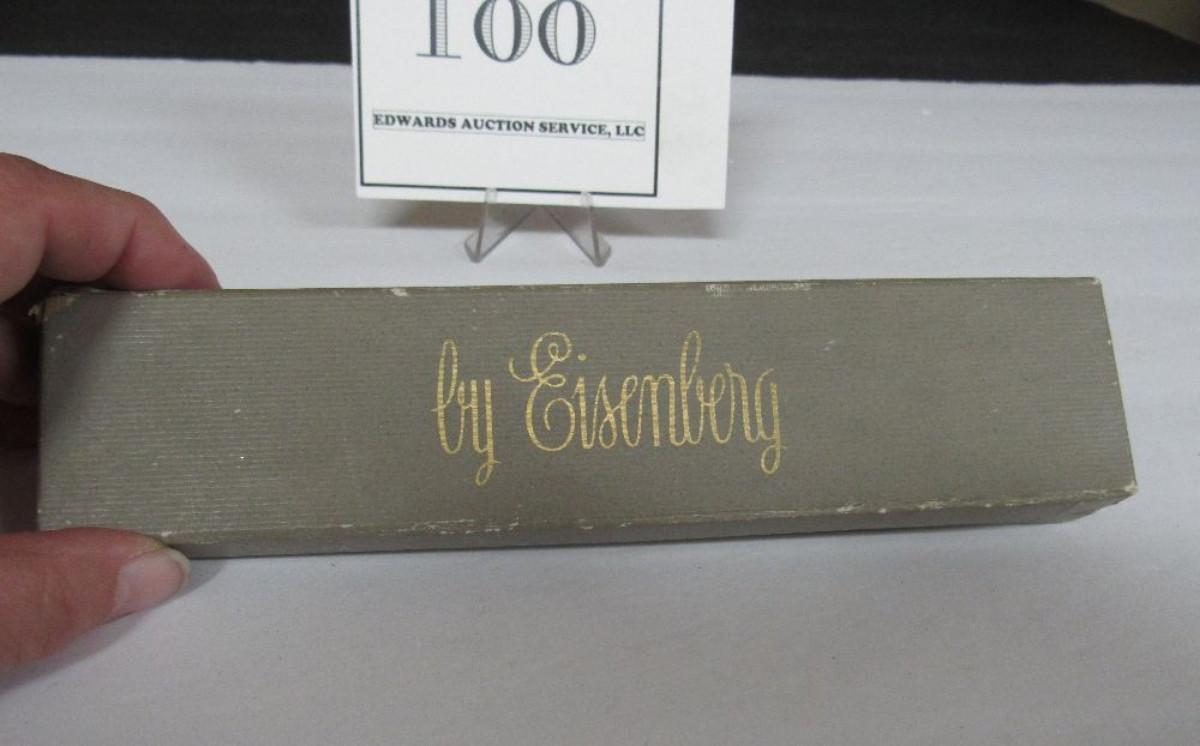 100
EDWARDS AUCTION SERVICE, LLC
by Eisenberg